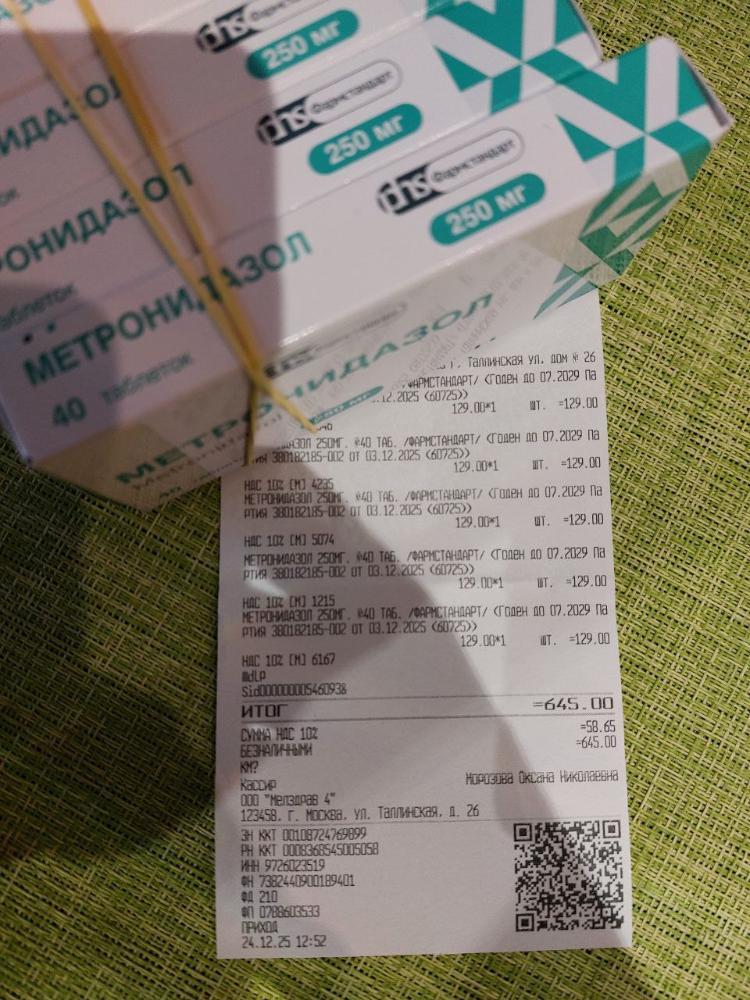 phs Фармстандарт
250 мг
phs Фармстандарт
250 мг
phs Фармстандарт
250 мг
МЕТРОНИДАЗОЛ
40 таблеток
МЕТРОНИДАЗОЛ
Таллинская ул. дом № 26
/ФАРМСТАНДАРТ/ <Годен до 07.2029 Па
.12.2025 (60725)>
129.00*1 шт. =129.00
250МГ. №40 ТАБ. /ФАРМСТАНДАРТ/ <Годен до 07.2029 Па
ртия 380182185-002 от 03.12.2025 (60725)>
129.00*1 шт. =129.00
НДС 10% [М] 4235
МЕТРОНИДАЗОЛ 250МГ. №40 ТАБ. /ФАРМСТАНДАРТ/ <Годен до 07.2029 Па
ртия 380182185-002 от 03.12.2025 (60725)>
129.00*1 шт. =129.00
НДС 10% [М] 5074
МЕТРОНИДАЗОЛ 250МГ. №40 ТАБ. /ФАРМСТАНДАРТ/ <Годен до 07.2029 Па
ртия 380182185-002 от 03.12.2025 (60725)>
129.00*1 шт. =129.00
НДС 10% [М] 1215
МЕТРОНИДАЗОЛ 250МГ. №40 ТАБ. /ФАРМСТАНДАРТ/ <Годен до 07.2029 Па
ртия 380182185-002 от 03.12.2025 (60725)>
129.00*1 шт. =129.00
НДС 10% [М] 6167
MdLP
Sid000000005460938
ИТОГ =645.00
СУММА НДС 10% =58.65
БЕЗНАЛИЧНЫМИ =645.00
КМ?
Кассир Морозова Оксана Николаевна
ООО "Мелздрав 4"
123458, г. Москва, ул. Таллинская, д. 26
ЗН ККТ 00108724769899
РН ККТ 0008368545005058
ИНН 9726023519
ФН 7382440900189401
ФД 210
ФП 0788603533
ПРИХОД
24.12.25 12:52